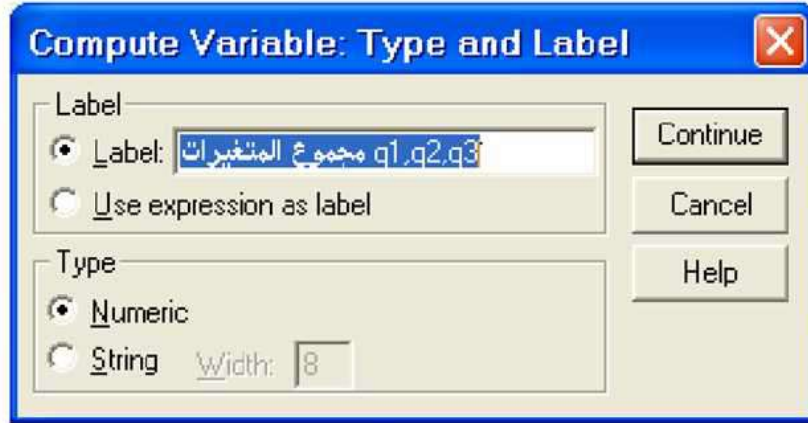 Compute Variable: Type and Label
Label
Label: مجموع المتغيرات q1,q2,q3
Use expression as label
Type
Numeric
String Width: 8
Continue
Cancel
Help